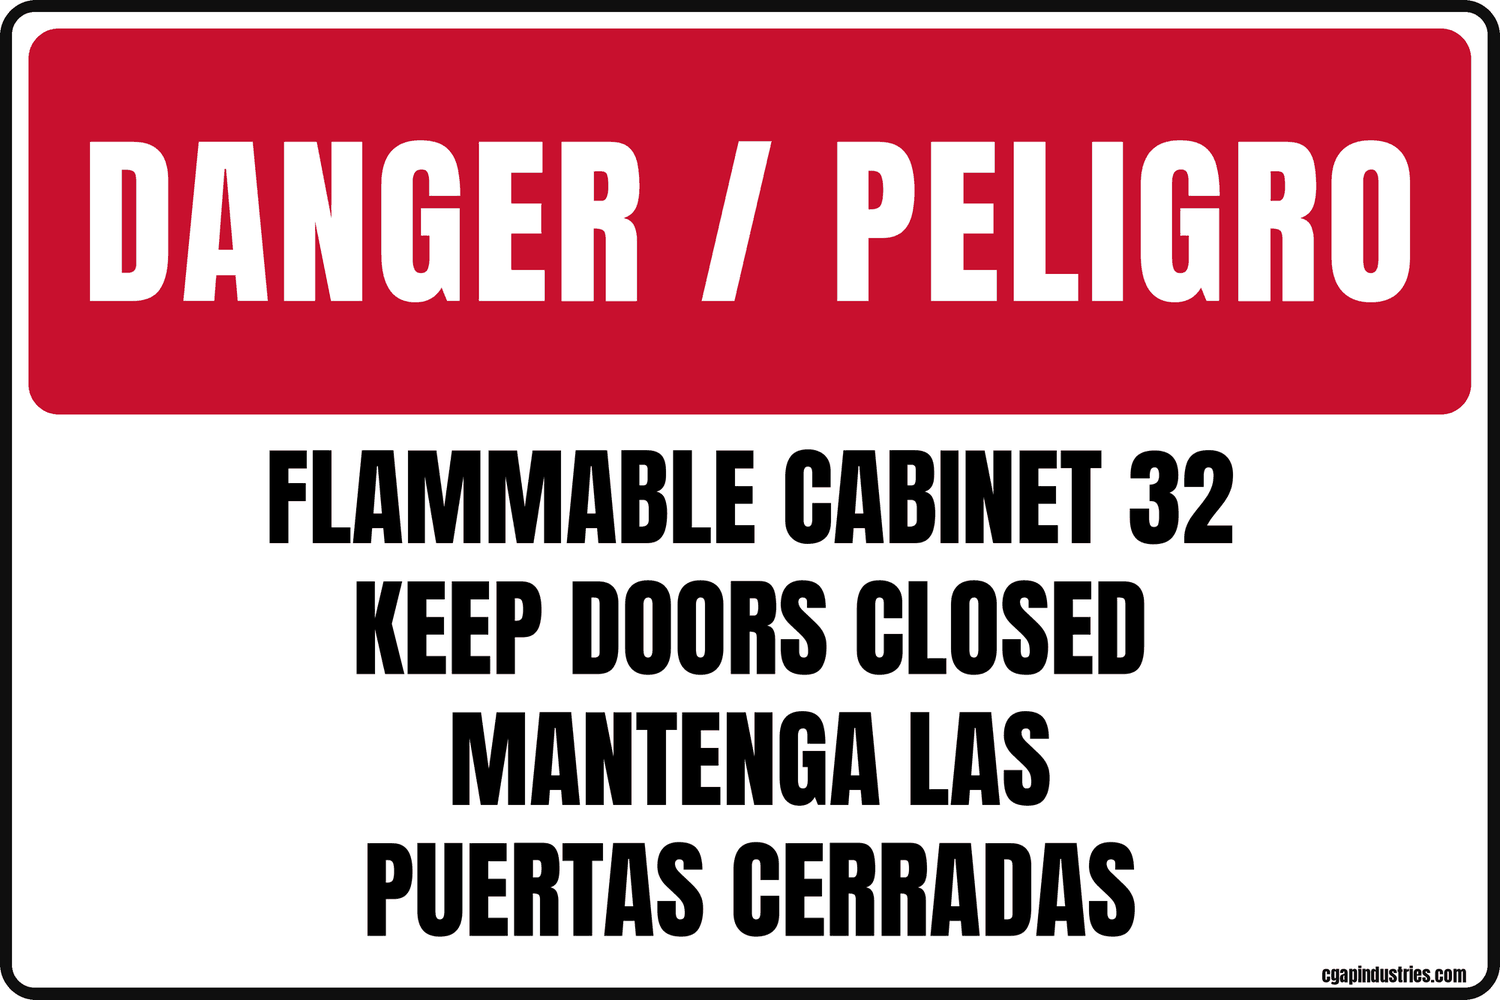 DANGER / PELIGRO
FLAMMABLE CABINET 32
KEEP DOORS CLOSED
MANTENGA LAS
PUERTAS CERRADAS
cgapindustries.com